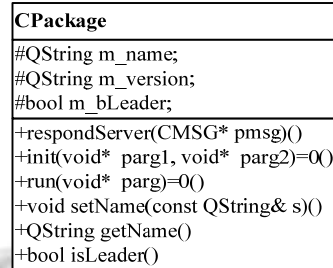 CPackage
#QString m_name;
#QString m_version;
#bool m_bLeader;
+respondServer(CMSG* pmsg)()
+init(void* parg1, void* parg2)=0()
+run(void* parg)=0()
+void setName(const QString& s)()
+QString getName()
+bool isLeader()